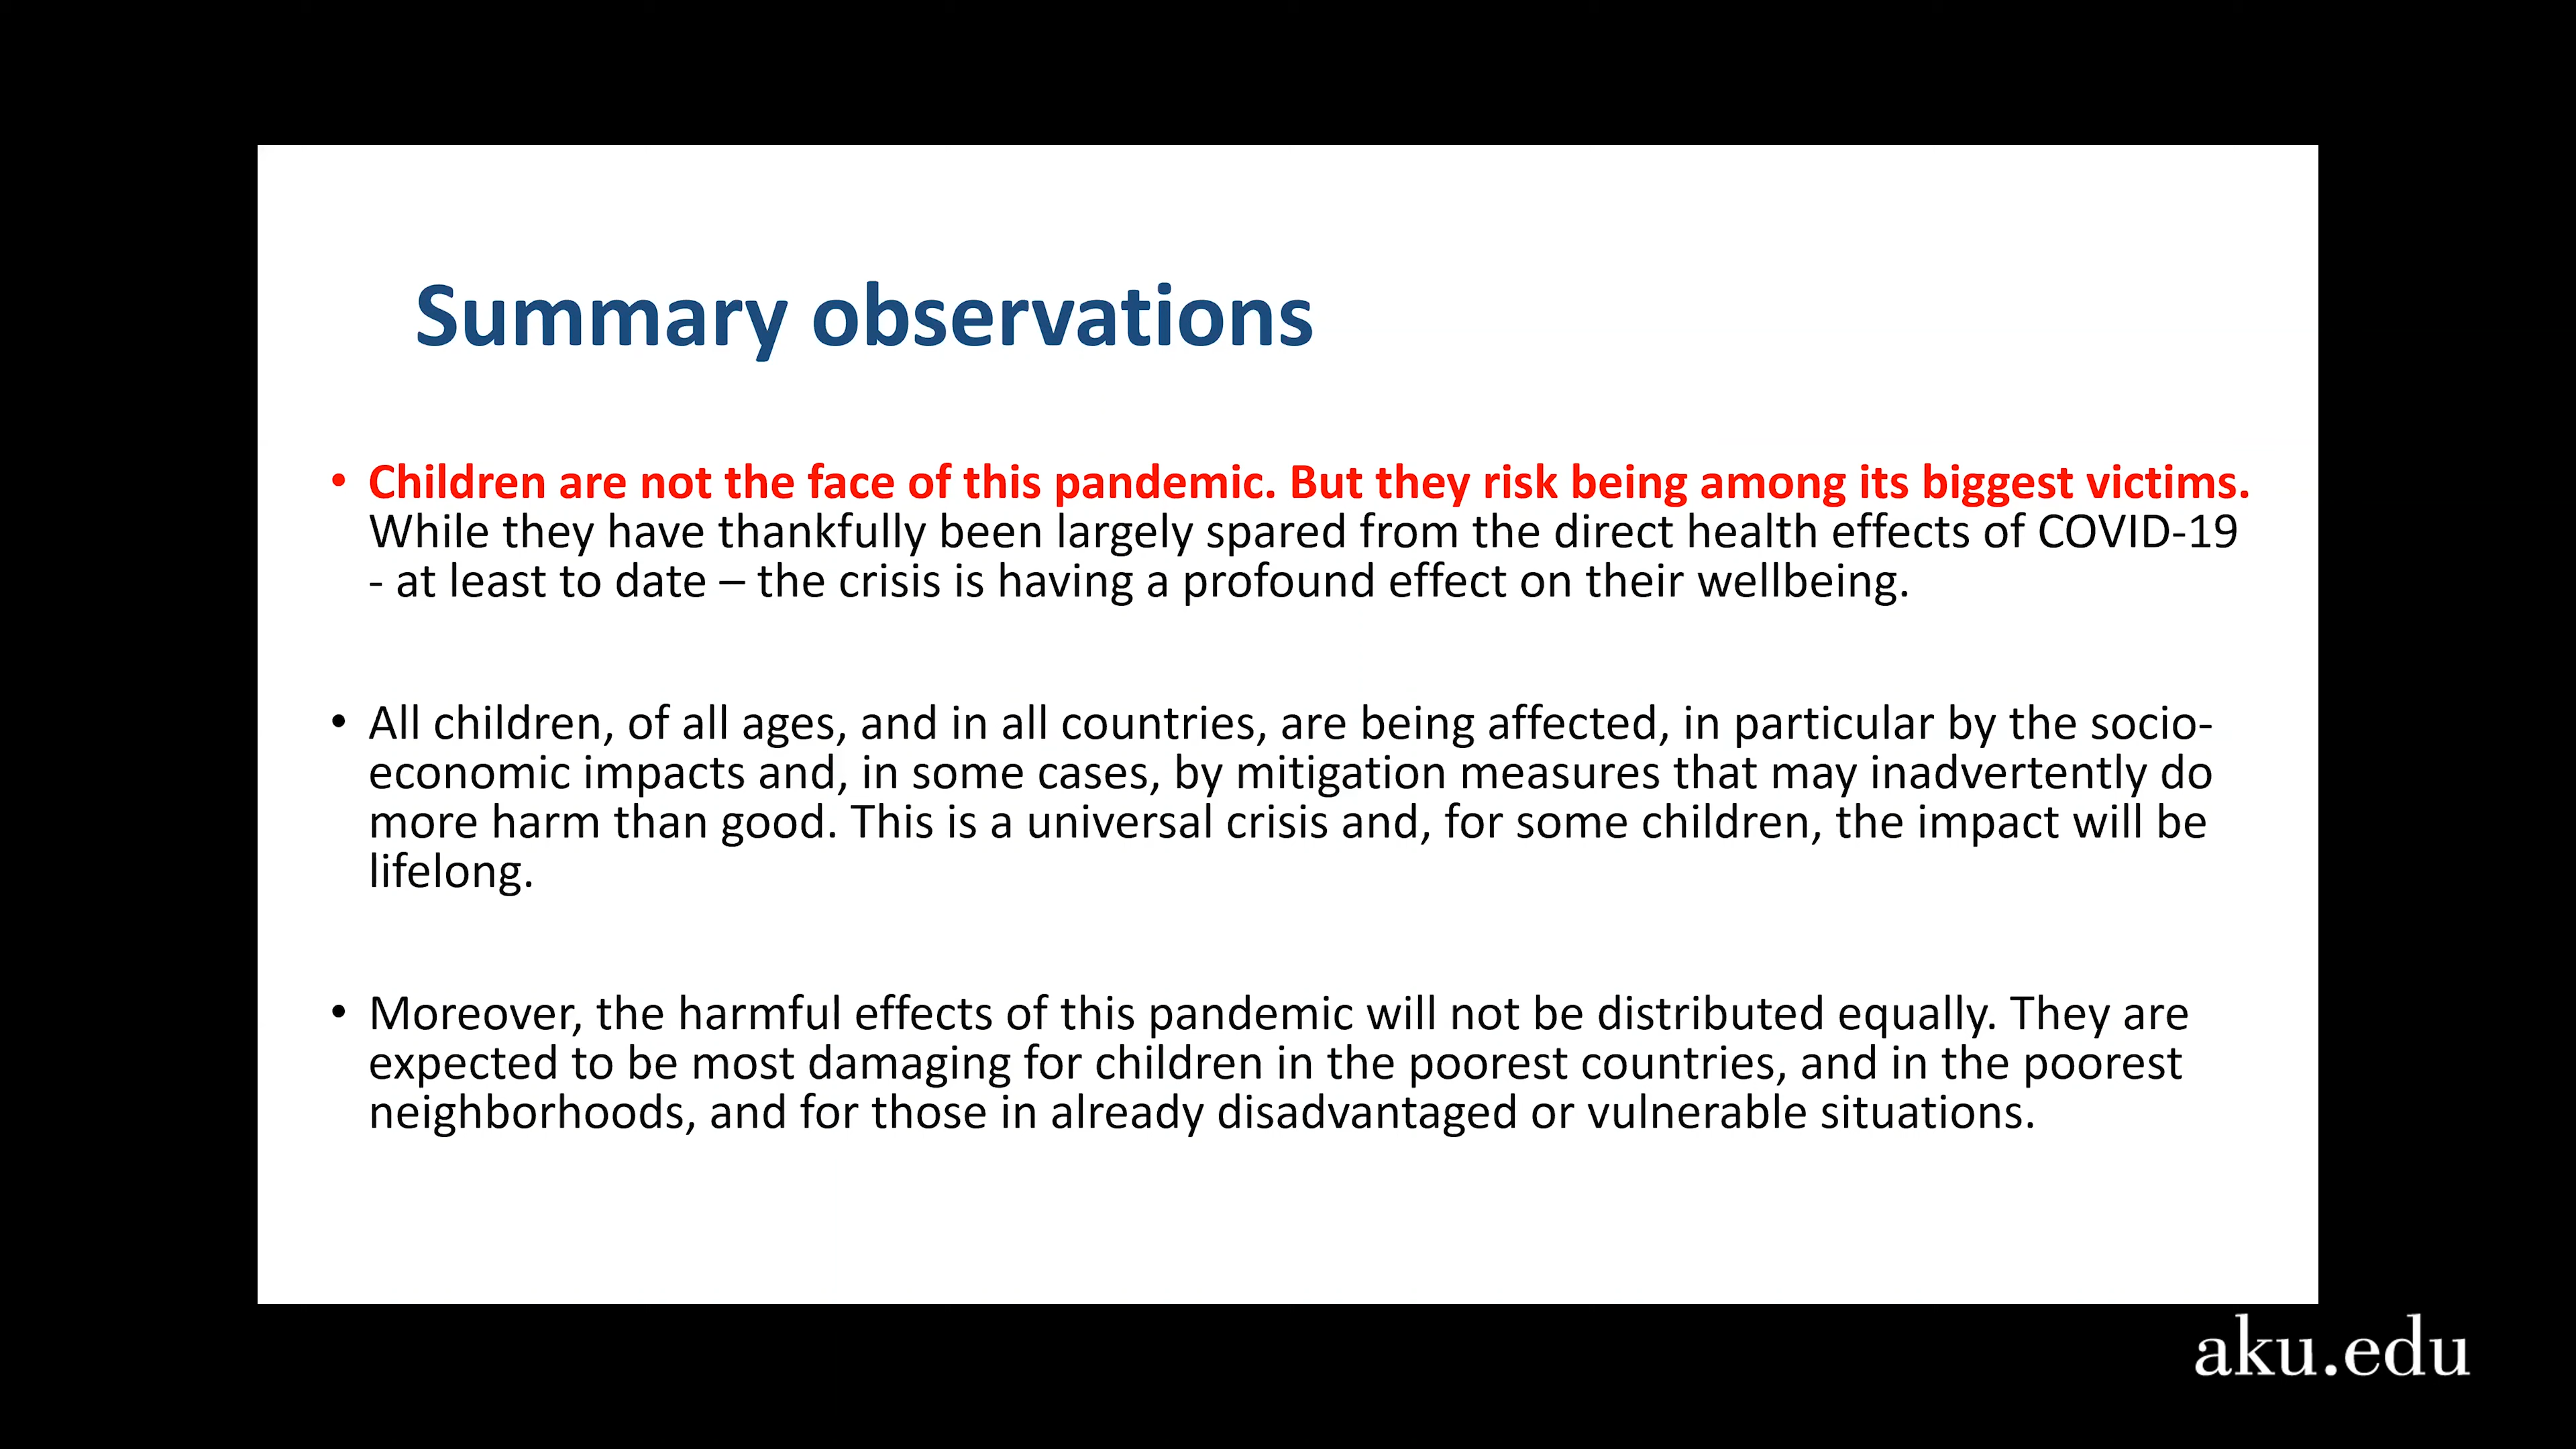 Summary observations
• Children are not the face of this pandemic. But they risk being among its biggest victims.
While they have thankfully been largely spared from the direct health effects of COVID-19
- at least to date – the crisis is having a profound effect on their wellbeing.
• All children, of all ages, and in all countries, are being affected, in particular by the socio-
economic impacts and, in some cases, by mitigation measures that may inadvertently do
more harm than good. This is a universal crisis and, for some children, the impact will be
lifelong.
• Moreover, the harmful effects of this pandemic will not be distributed equally. They are
expected to be most damaging for children in the poorest countries, and in the poorest
neighborhoods, and for those in already disadvantaged or vulnerable situations.
aku.edu